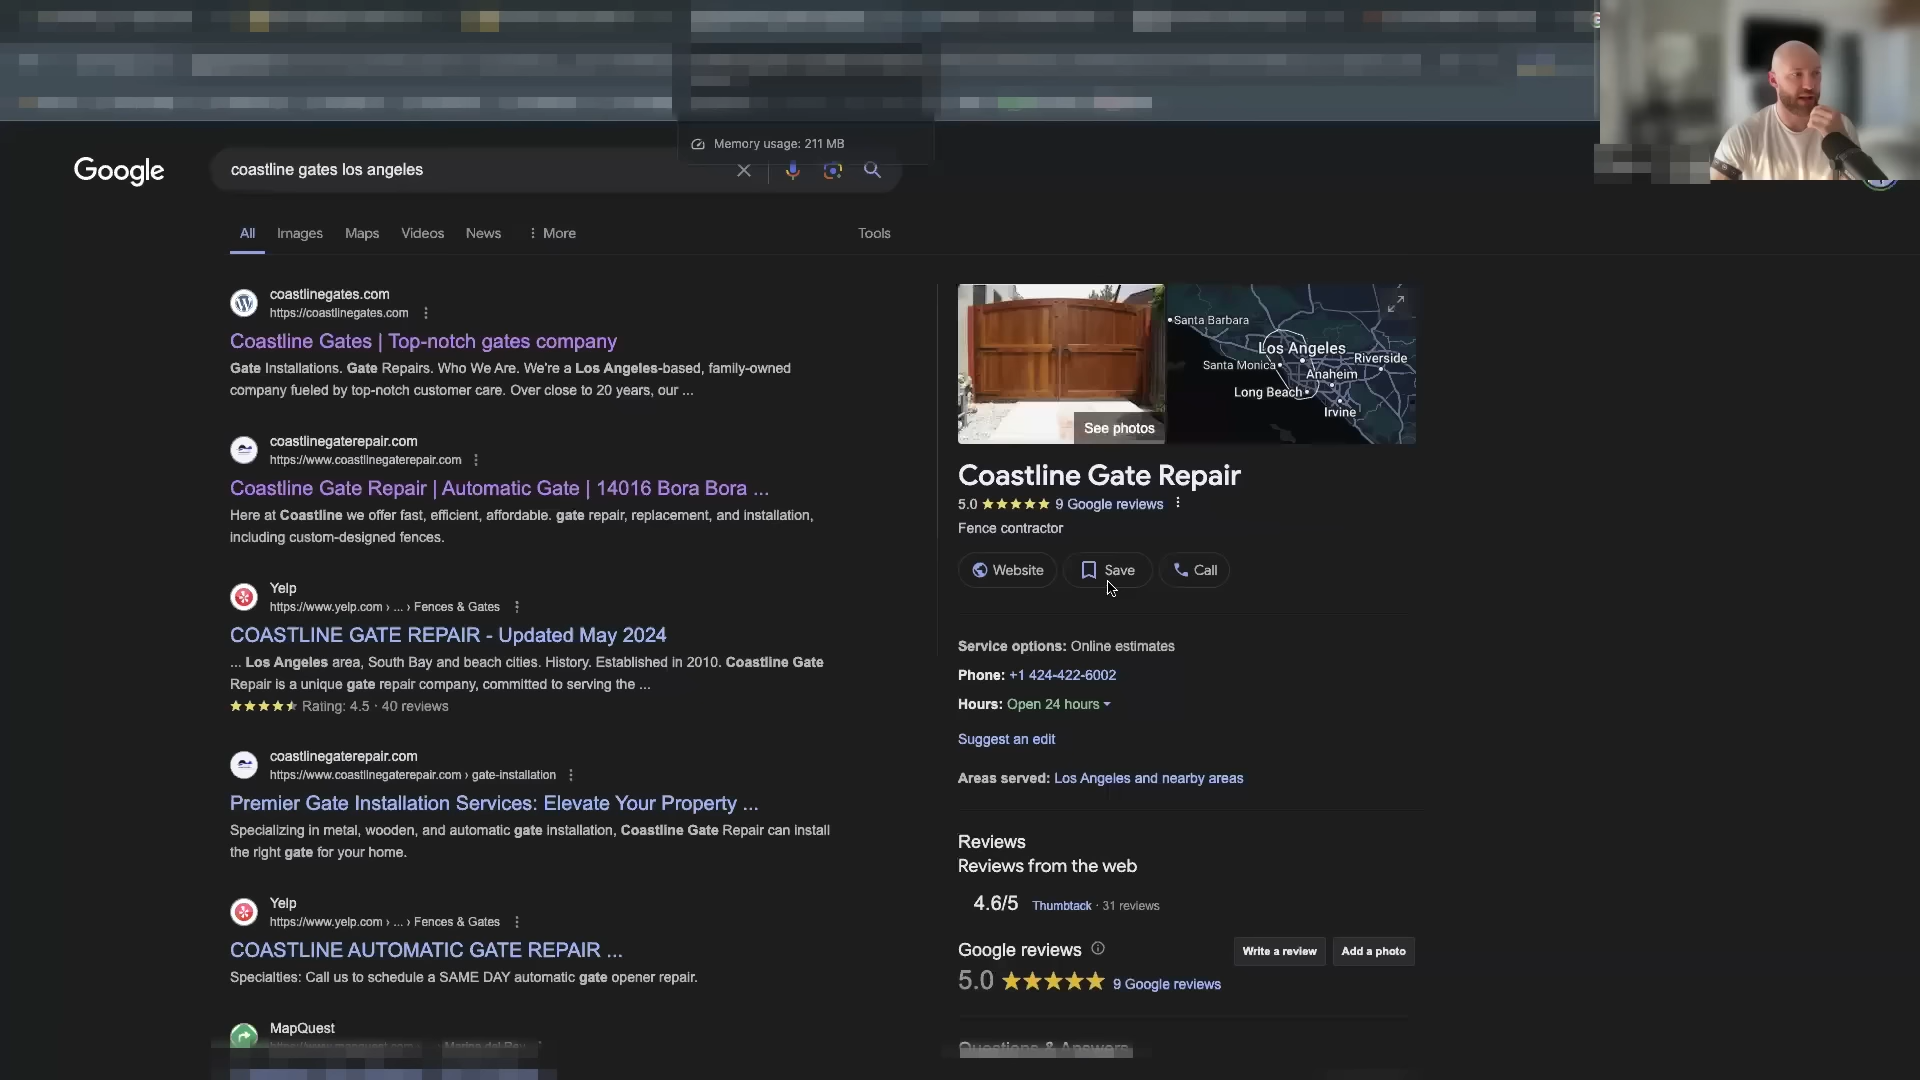 Memory usage: 211 MB
Google
coastline gates los angeles
All
Images
Maps
Videos
News
More
Tools
coastlinegates.com
https://coastlinegates.com
Coastline Gates | Top-notch gates company
Gate Installations. Gate Repairs. Who We Are. We're a Los Angeles-based, family-owned
company fueled by top-notch customer care. Over close to 20 years, our ...
coastlinegaterepair.com
https://www.coastlinegaterepair.com
Coastline Gate Repair | Automatic Gate | 14016 Bora Bora ...
Here at Coastline we offer fast, efficient, affordable. gate repair, replacement, and installation,
including custom-designed fences.
Yelp
https://www.yelp.com › ... › Fences & Gates
COASTLINE GATE REPAIR - Updated May 2024
... Los Angeles area, South Bay and beach cities. History. Established in 2010. Coastline Gate
Repair is a unique gate repair company, committed to serving the ...
Rating: 4.5 · 40 reviews
coastlinegaterepair.com
https://www.coastlinegaterepair.com › gate-installation
Premier Gate Installation Services: Elevate Your Property ...
Specializing in metal, wooden, and automatic gate installation, Coastline Gate Repair can install
the right gate for your home.
Yelp
https://www.yelp.com › ... › Fences & Gates
COASTLINE AUTOMATIC GATE REPAIR ...
Specialties: Call us to schedule a SAME DAY automatic gate opener repair.
MapQuest
See photos
Santa Barbara
Los Angeles
Riverside
Santa Monica
Anaheim
Long Beach
Irvine
Coastline Gate Repair
5.0 9 Google reviews
Fence contractor
Website
Save
Call
Service options: Online estimates
Phone: +1 424-422-6002
Hours: Open 24 hours
Suggest an edit
Areas served: Los Angeles and nearby areas
Reviews
Reviews from the web
4.6/5 Thumbtack · 31 reviews
Google reviews
Write a review
Add a photo
5.0 9 Google reviews